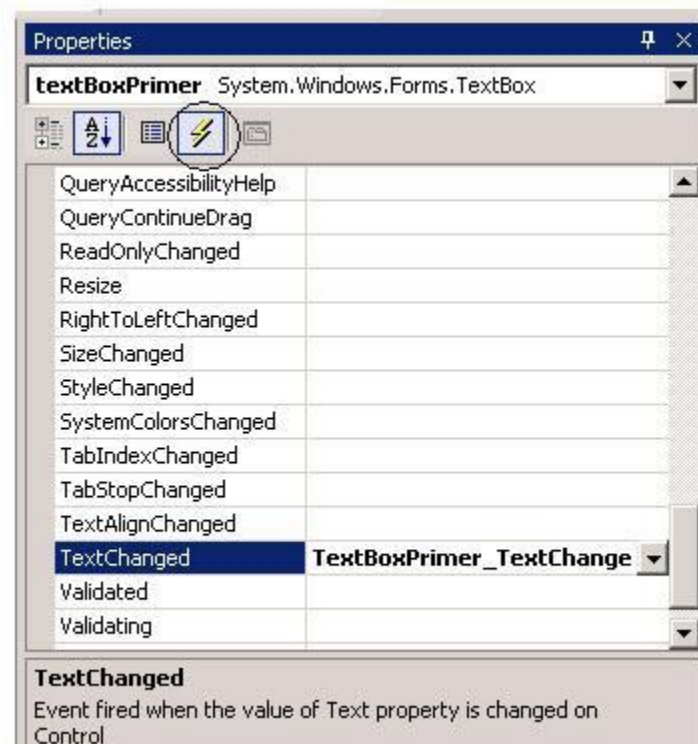 Properties
textBoxPrimer System.Windows.Forms.TextBox
QueryAccessibilityHelp
QueryContinueDrag
ReadOnlyChanged
Resize
RightToLeftChanged
SizeChanged
StyleChanged
SystemColorsChanged
TabIndexChanged
TabStopChanged
TextAlignChanged
TextChanged TextBoxPrimer_TextChange
Validated
Validating
TextChanged
Event fired when the value of Text property is changed on
Control